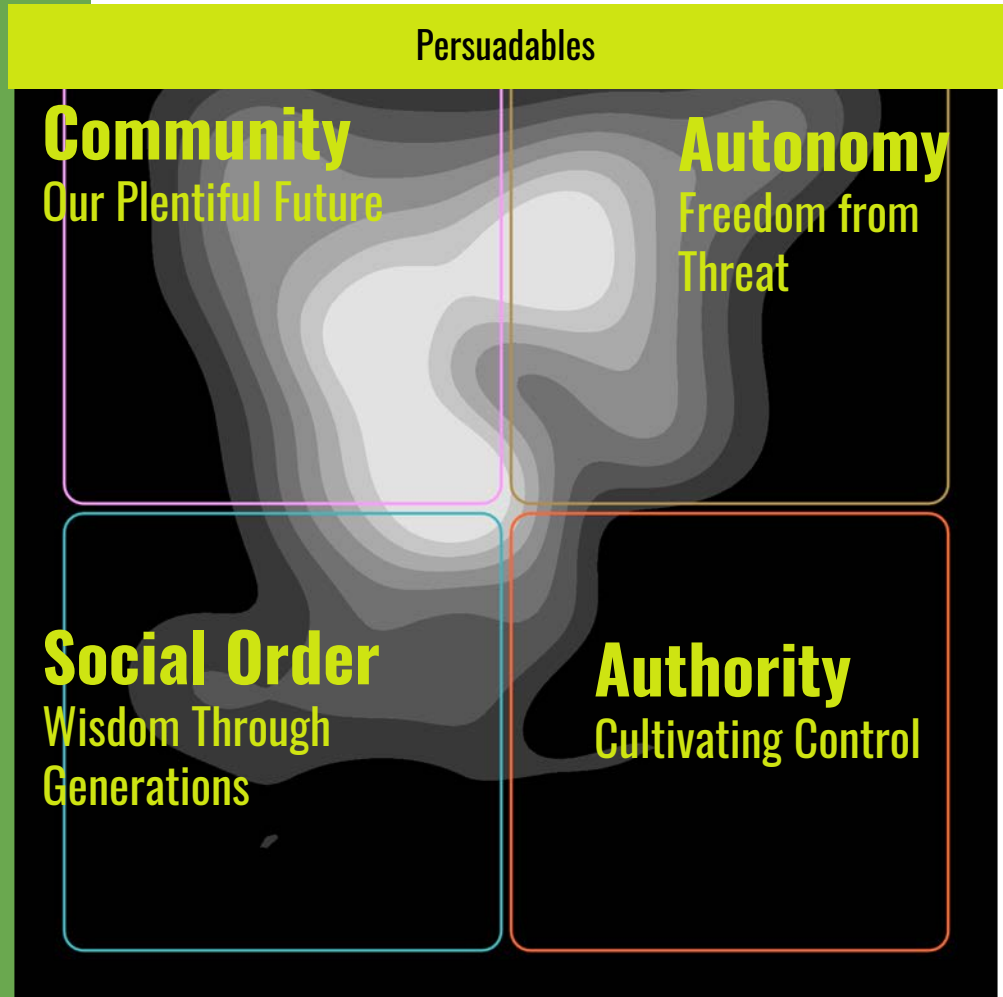 Persuadables
Community
Our Plentiful Future
Autonomy
Freedom from
Threat
Social Order
Wisdom Through
Generations
Authority
Cultivating Control